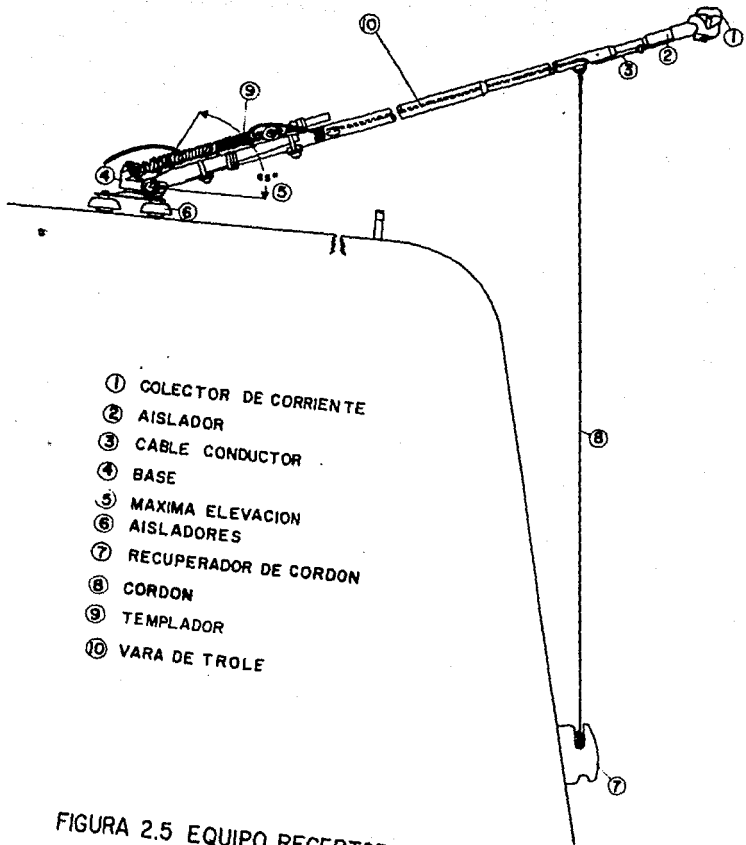 ⑩
①
②
③
⑨
④
⑤
⑥
⑧
① COLECTOR DE CORRIENTE
② AISLADOR
③ CABLE CONDUCTOR
④ BASE
⑤ MAXIMA ELEVACION
⑥ AISLADORES
⑦ RECUPERADOR DE CORDON
⑧ CORDON
⑨ TEMPLADOR
⑩ VARA DE TROLE
⑦
FIGURA 2.5 EQUIPO